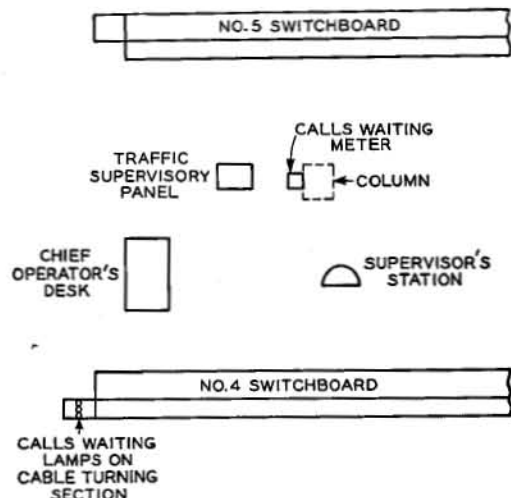 NO. 5 SWITCHBOARD
CALLS WAITING
METER
TRAFFIC
SUPERVISORY
PANEL
COLUMN
CHIEF
OPERATOR'S
DESK
SUPERVISOR'S
STATION
NO. 4 SWITCHBOARD
CALLS WAITING
LAMPS ON
CABLE TURNING
SECTION